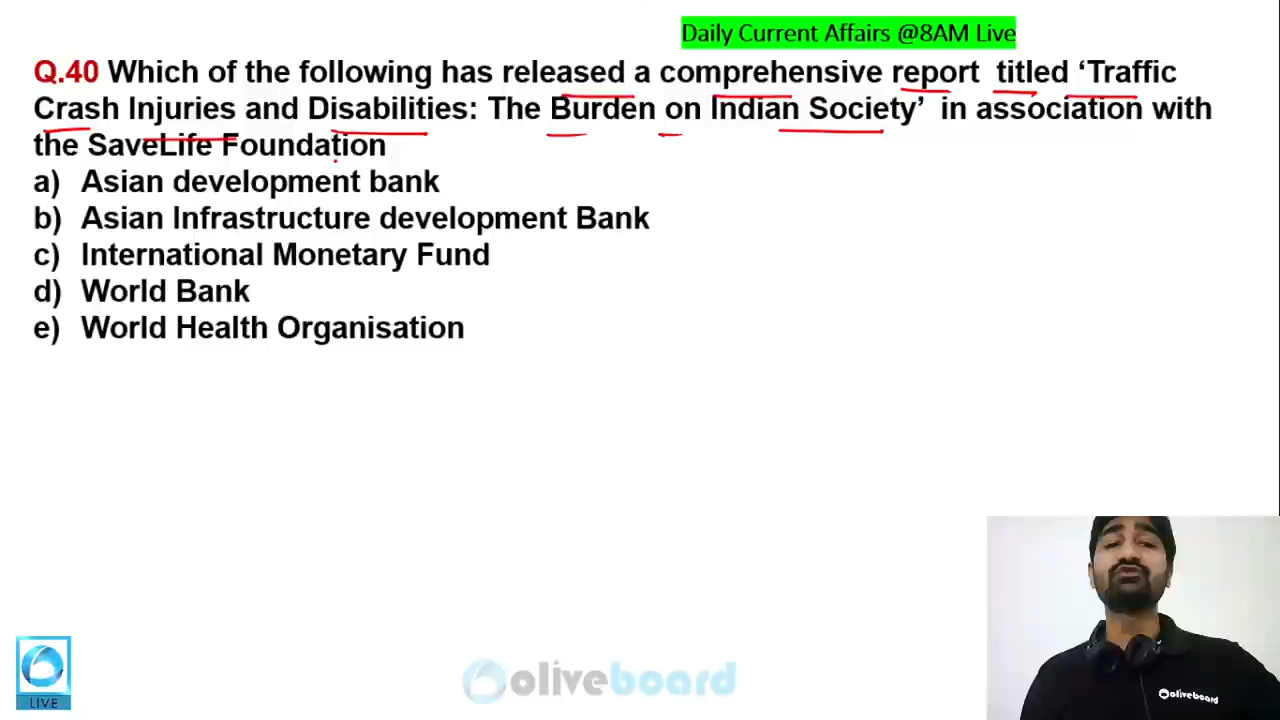 Daily Current Affairs @8AM Live
Q.40 Which of the following has released a comprehensive report titled ‘Traffic
Crash Injuries and Disabilities: The Burden on Indian Society’ in association with
the SaveLife Foundation
a) Asian development bank
b) Asian Infrastructure development Bank
c) International Monetary Fund
d) World Bank
e) World Health Organisation
oliveboard
LIVE
oliveboard